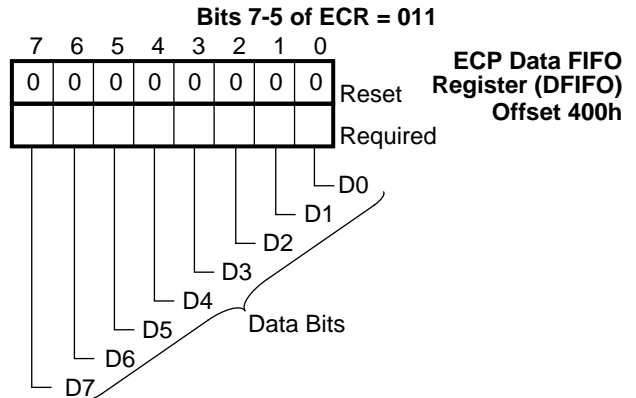 Bits 7-5 of ECR = 011
7 6 5 4 3 2 1 0
ECP Data FIFO
Register (DFIFO)
Offset 400h
0 0 0 0 0 0 0 0 Reset
Required
D0
D1
D2
D3
D4
D5
D6
D7
Data Bits